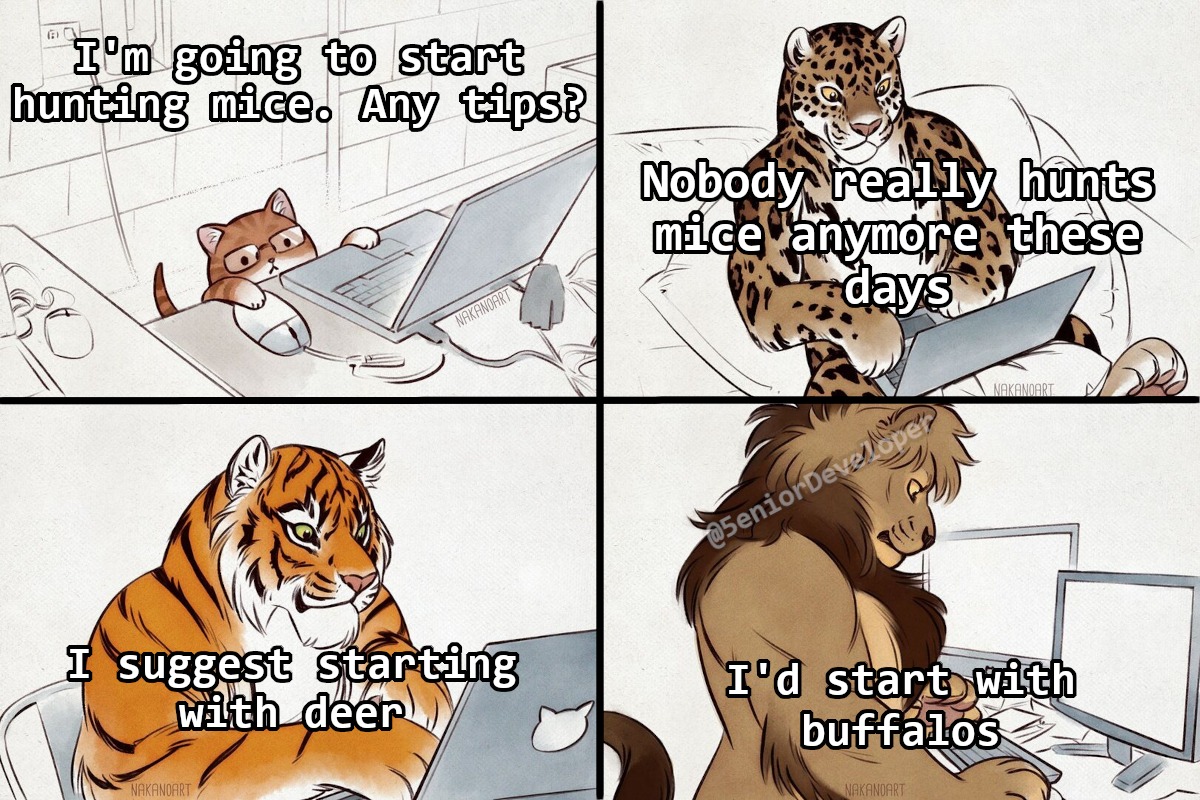 I'm going to start
hunting mice. Any tips?
NAKANOART
Nobody really hunts
mice anymore these
days
NAKANOART
I suggest starting
with deer
NAKANOART
@5eniorDeveloper
I'd start with
buffalos
NAKANOART